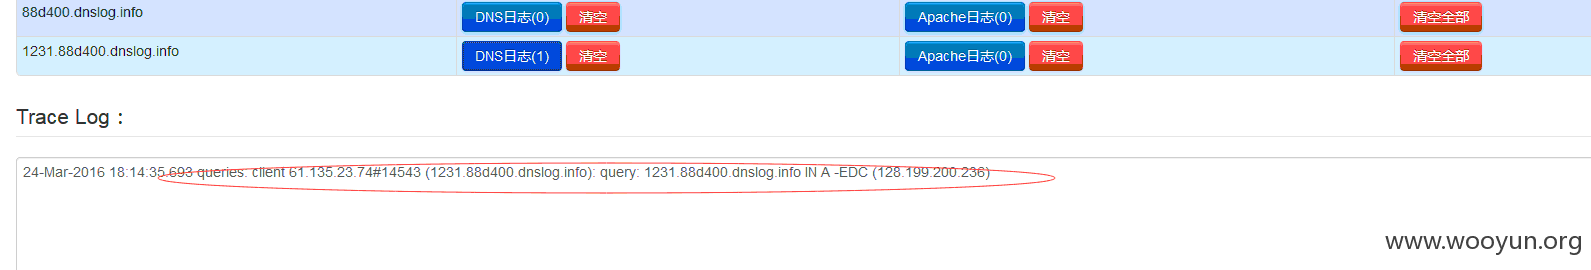 88d400.dnslog.info DNS日志(0) 清空 Apache日志(0) 清空 清空全部
1231.88d400.dnslog.info DNS日志(1) 清空 Apache日志(0) 清空 清空全部
Trace Log :
24-Mar-2016 18:14:35.693 queries: client 61.135.23.74#14543 (1231.88d400.dnslog.info): query: 1231.88d400.dnslog.info IN A -EDC (128.199.200.236)
www.wooyun.org